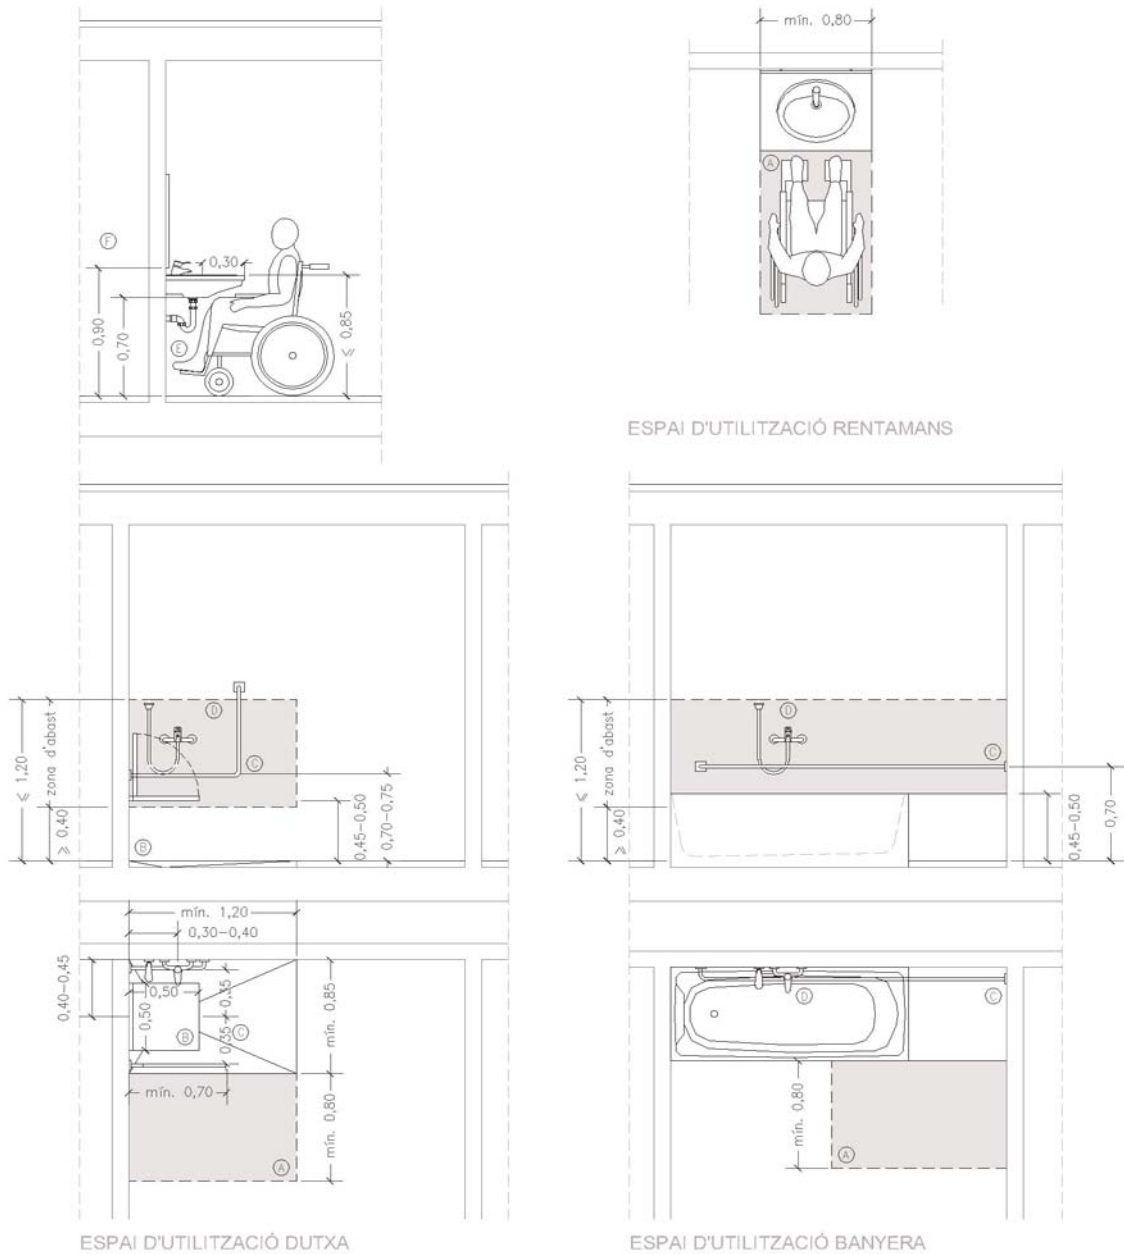 mín. 0,80
A
F
0,30
0,90
0,70
E
≤ 0,85
ESPAI D'UTILITZACIÓ RENTAMANS
≤ 1,20
zona d'abast
≥ 0,40
D
C
B
0,45-0,50
0,70-0,75
≤ 1,20
zona d'abast
≥ 0,40
D
C
0,45-0,50
0,70
mín. 1,20
0,30-0,40
0,40-0,45
0,50
0,50
0,35
0,35
B
C
mín. 0,85
mín. 0,70
mín. 0,80
A
D
C
mín. 0,80
A
ESPAI D'UTILITZACIÓ DUTXA
ESPAI D'UTILITZACIÓ BANYERA